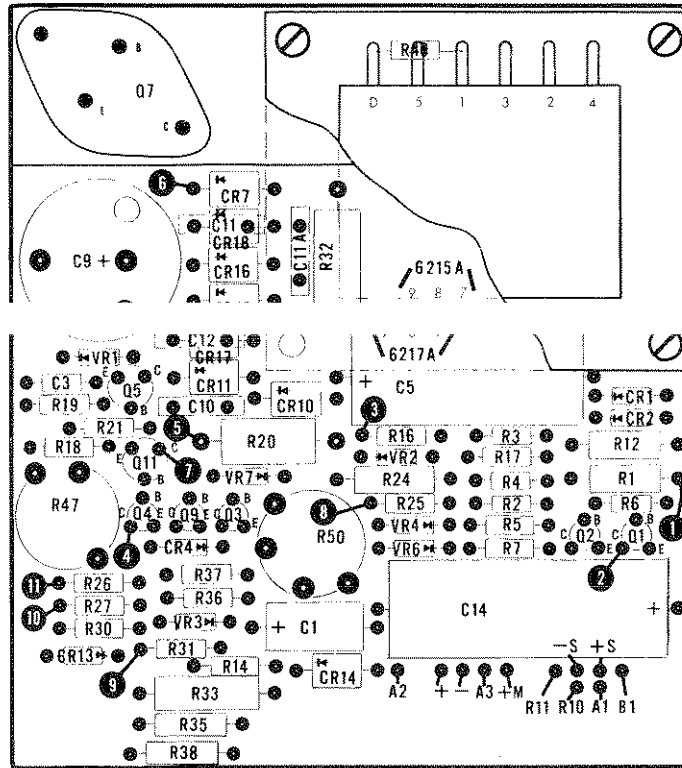 R46
B
Q7
E
C
D 5 1 3 2 4
6
CR7
C11
CR18
C11A
R32
C9 +
CR16
6215A
9 8 7
C12
CR17
6217A
VR1
E C
C3
Q5
CR11
+ C5
CR1
R19
B
C10
CR10
3
CR2
R21
5
R20
R16
R3
R12
R18
E Q11 C
7
VR2
R17
B
VR7
R24
R4
R1
R47
B B B
8
R25
R2
R6
1
C Q4 E Q9 E Q3 E
R50
VR4
R5
B B
C Q2 E C Q1 E
4
CR4
VR6
R7
2
11
R26
R37
10
R27
R36
C14
+
R30
VR3
+ C1
R31
−S +S
9
R14
CR14
A2 + − A3 +M
R33
R11 R10 A1 B1
R35
R38